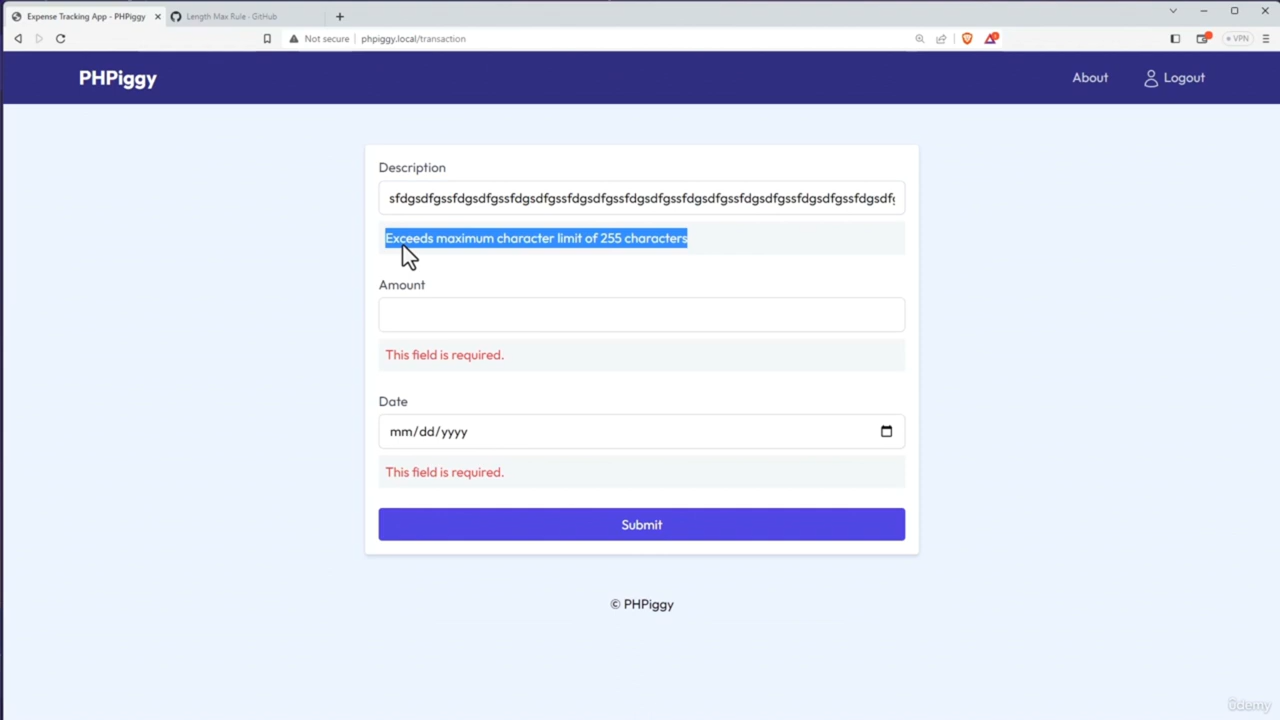 Expense Tracking App - PHPiggy
Length Max Rule · GitHub
Not secure
phpiggy.local/transaction
VPN
PHPiggy
About
Logout
Description
Exceeds maximum character limit of 255 characters
Amount
This field is required.
Date
mm/dd/yyyy
This field is required.
Submit
© PHPiggy
ûdemy